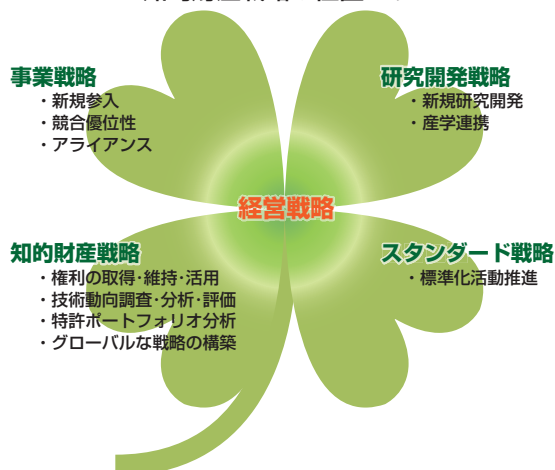 事業戦略
・新規参入
・競合優位性
・アライアンス
研究開発戦略
・新規研究開発
・産学連携
経営戦略
知的財産戦略
・権利の取得・維持・活用
・技術動向調査・分析・評価
・特許ポートフォリオ分析
・グローバルな戦略の構築
スタンダード戦略
・標準化活動推進